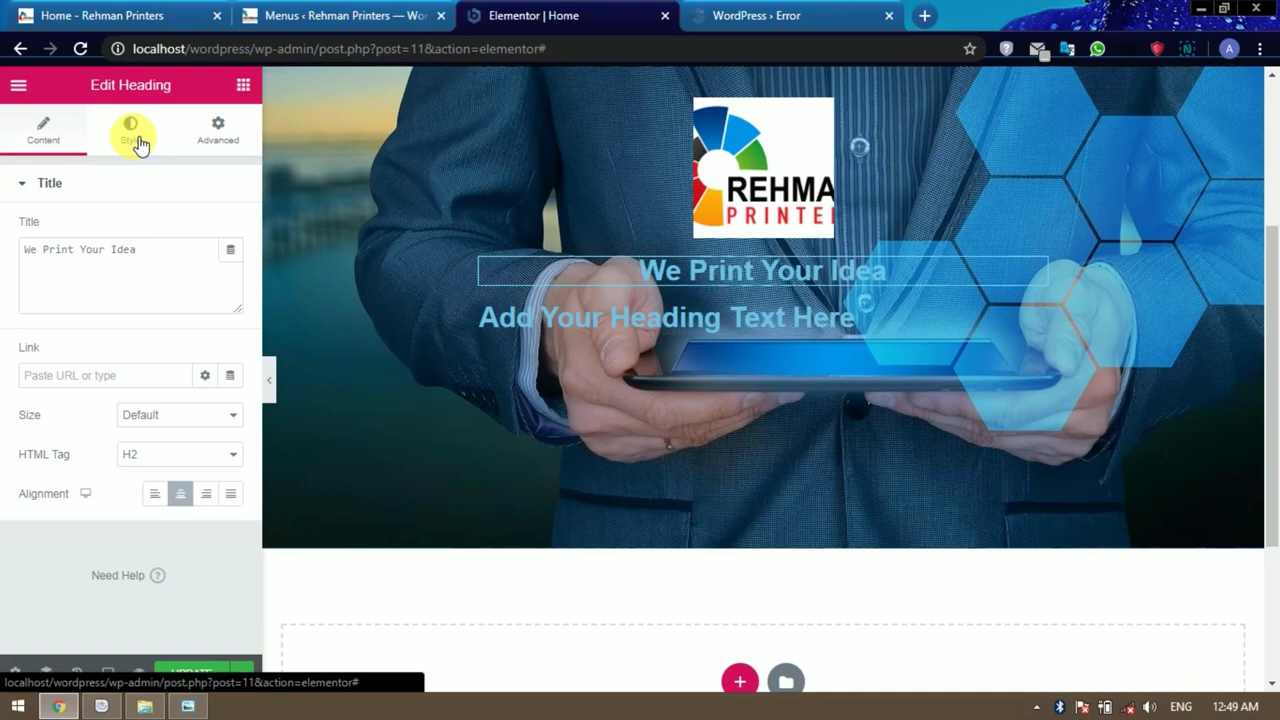 Home - Rehman Printers
Menus ‹ Rehman Printers — Wo
Elementor | Home
WordPress › Error
localhost/wordpress/wp-admin/post.php?post=11&action=elementor#
A
Edit Heading
Content
Style
Advanced
Title
Title
We Print Your Idea
Link
Paste URL or type
Size
Default
HTML Tag
H2
Alignment
Need Help
REHMA
PRINTE
We Print Your Idea
Add Your Heading Text Here
UPDATE
localhost/wordpress/wp-admin/post.php?post=11&action=elementor#
ENG
12:49 AM